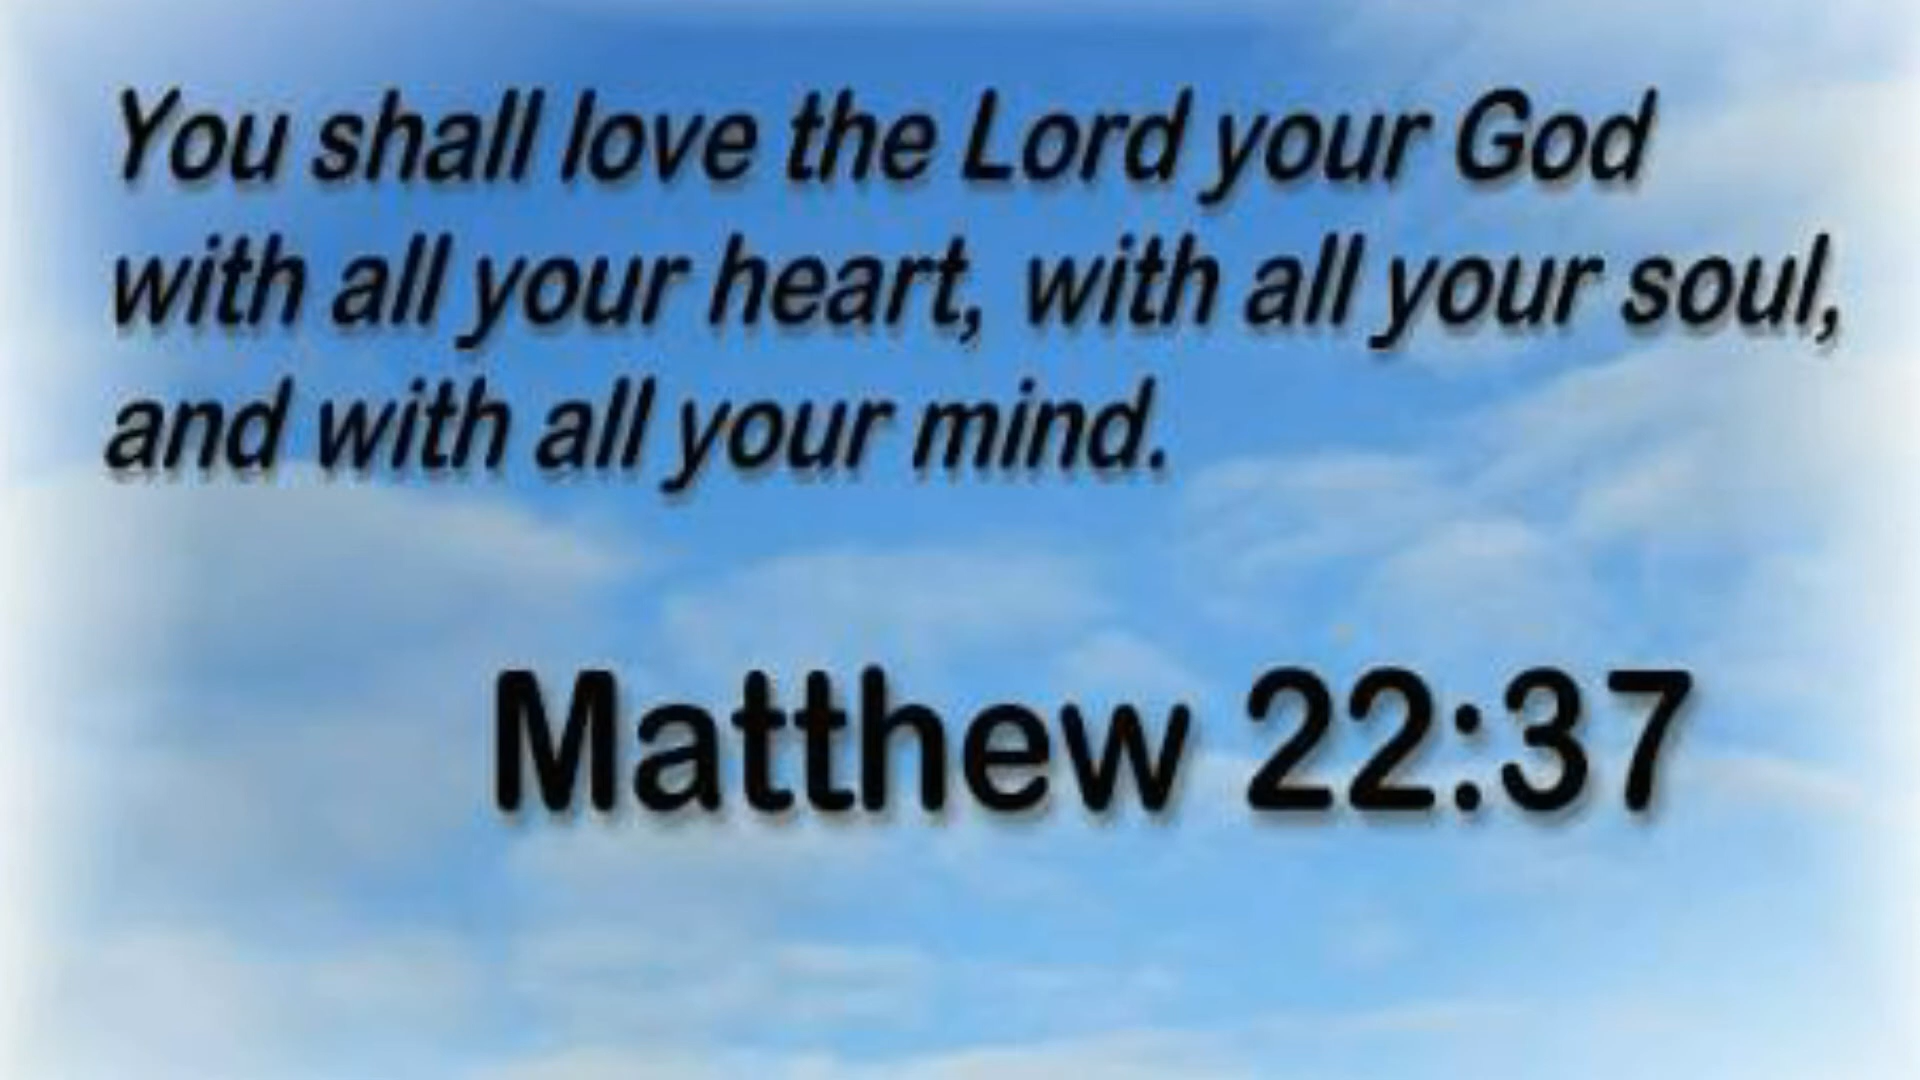 You shall love the Lord your God
with all your heart, with all your soul,
and with all your mind.
Matthew 22:37